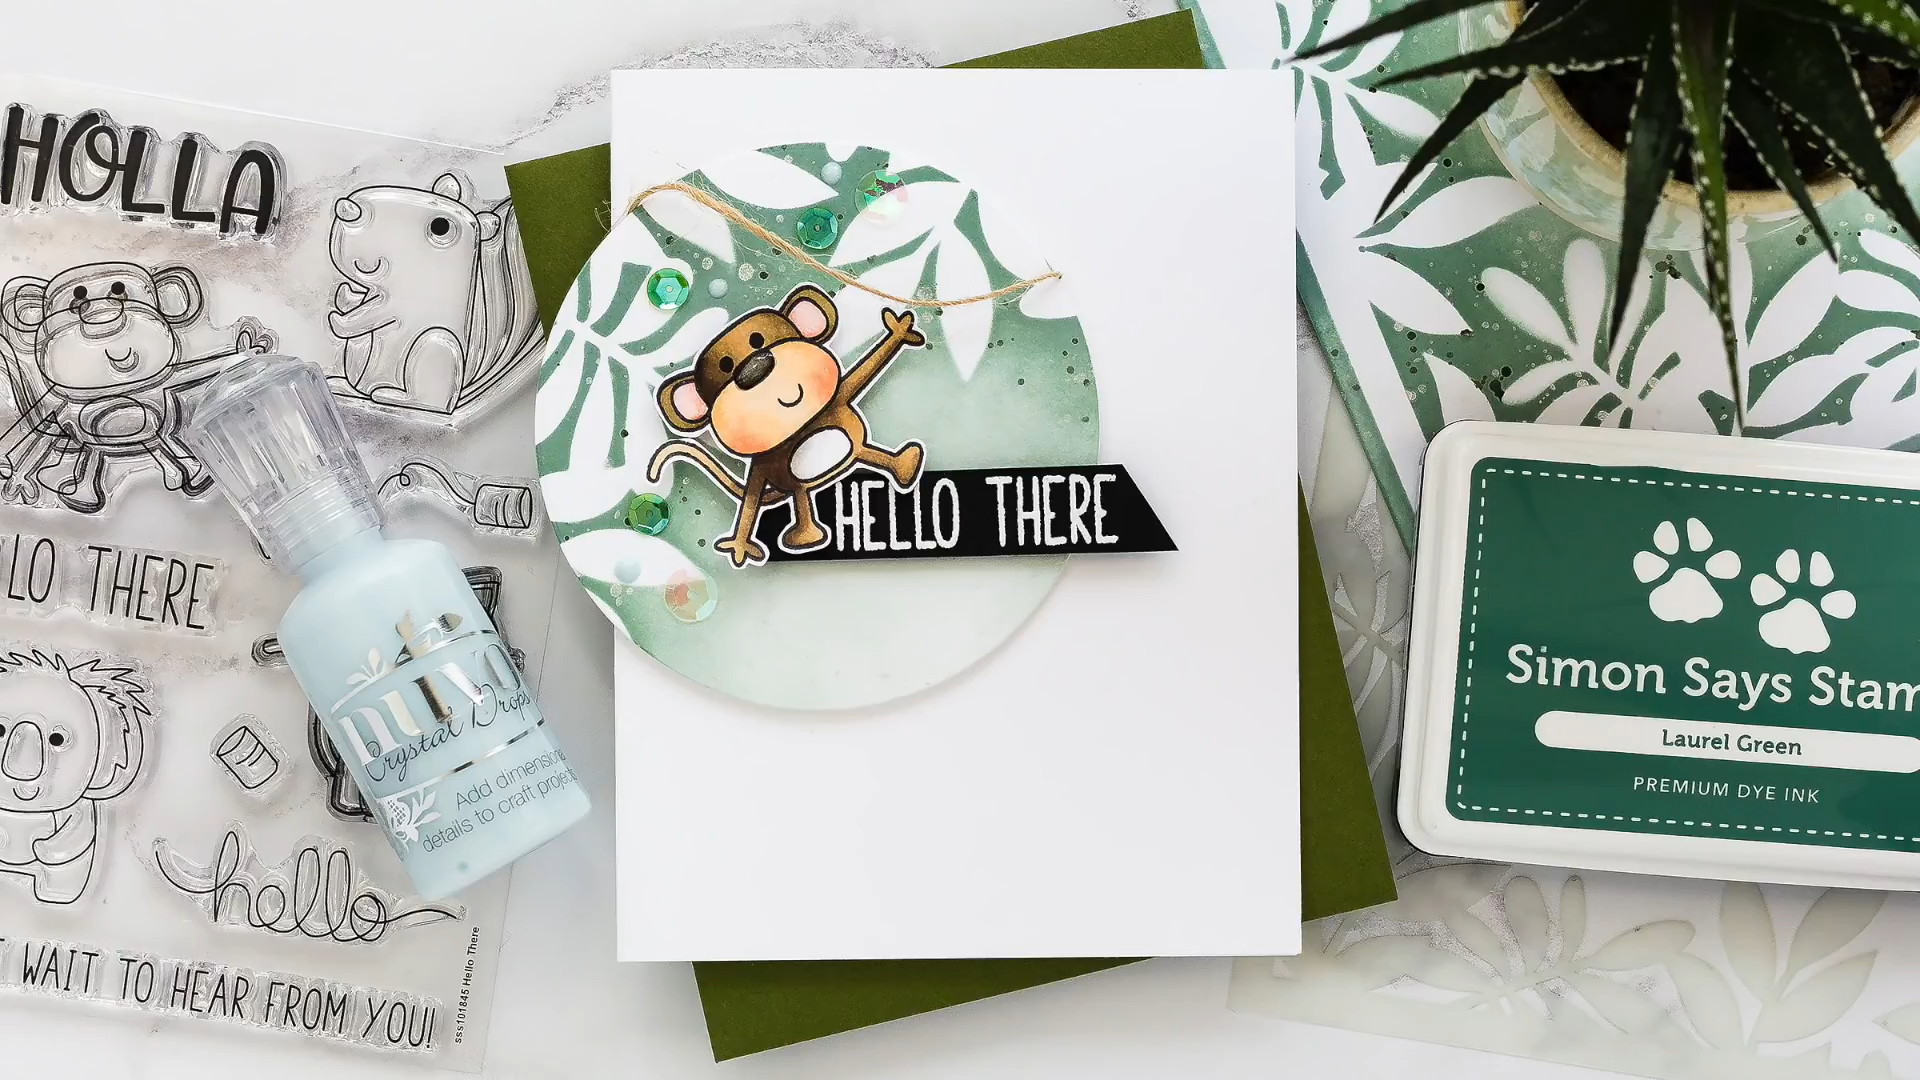 HOLLA
LO THERE
hello
WAIT TO HEAR FROM YOU!
sss101845 Hello There
nuvo
Crystal Drops
Add dimensional
details to craft projects
HELLO THERE
Simon Says Stam
Laurel Green
PREMIUM DYE INK